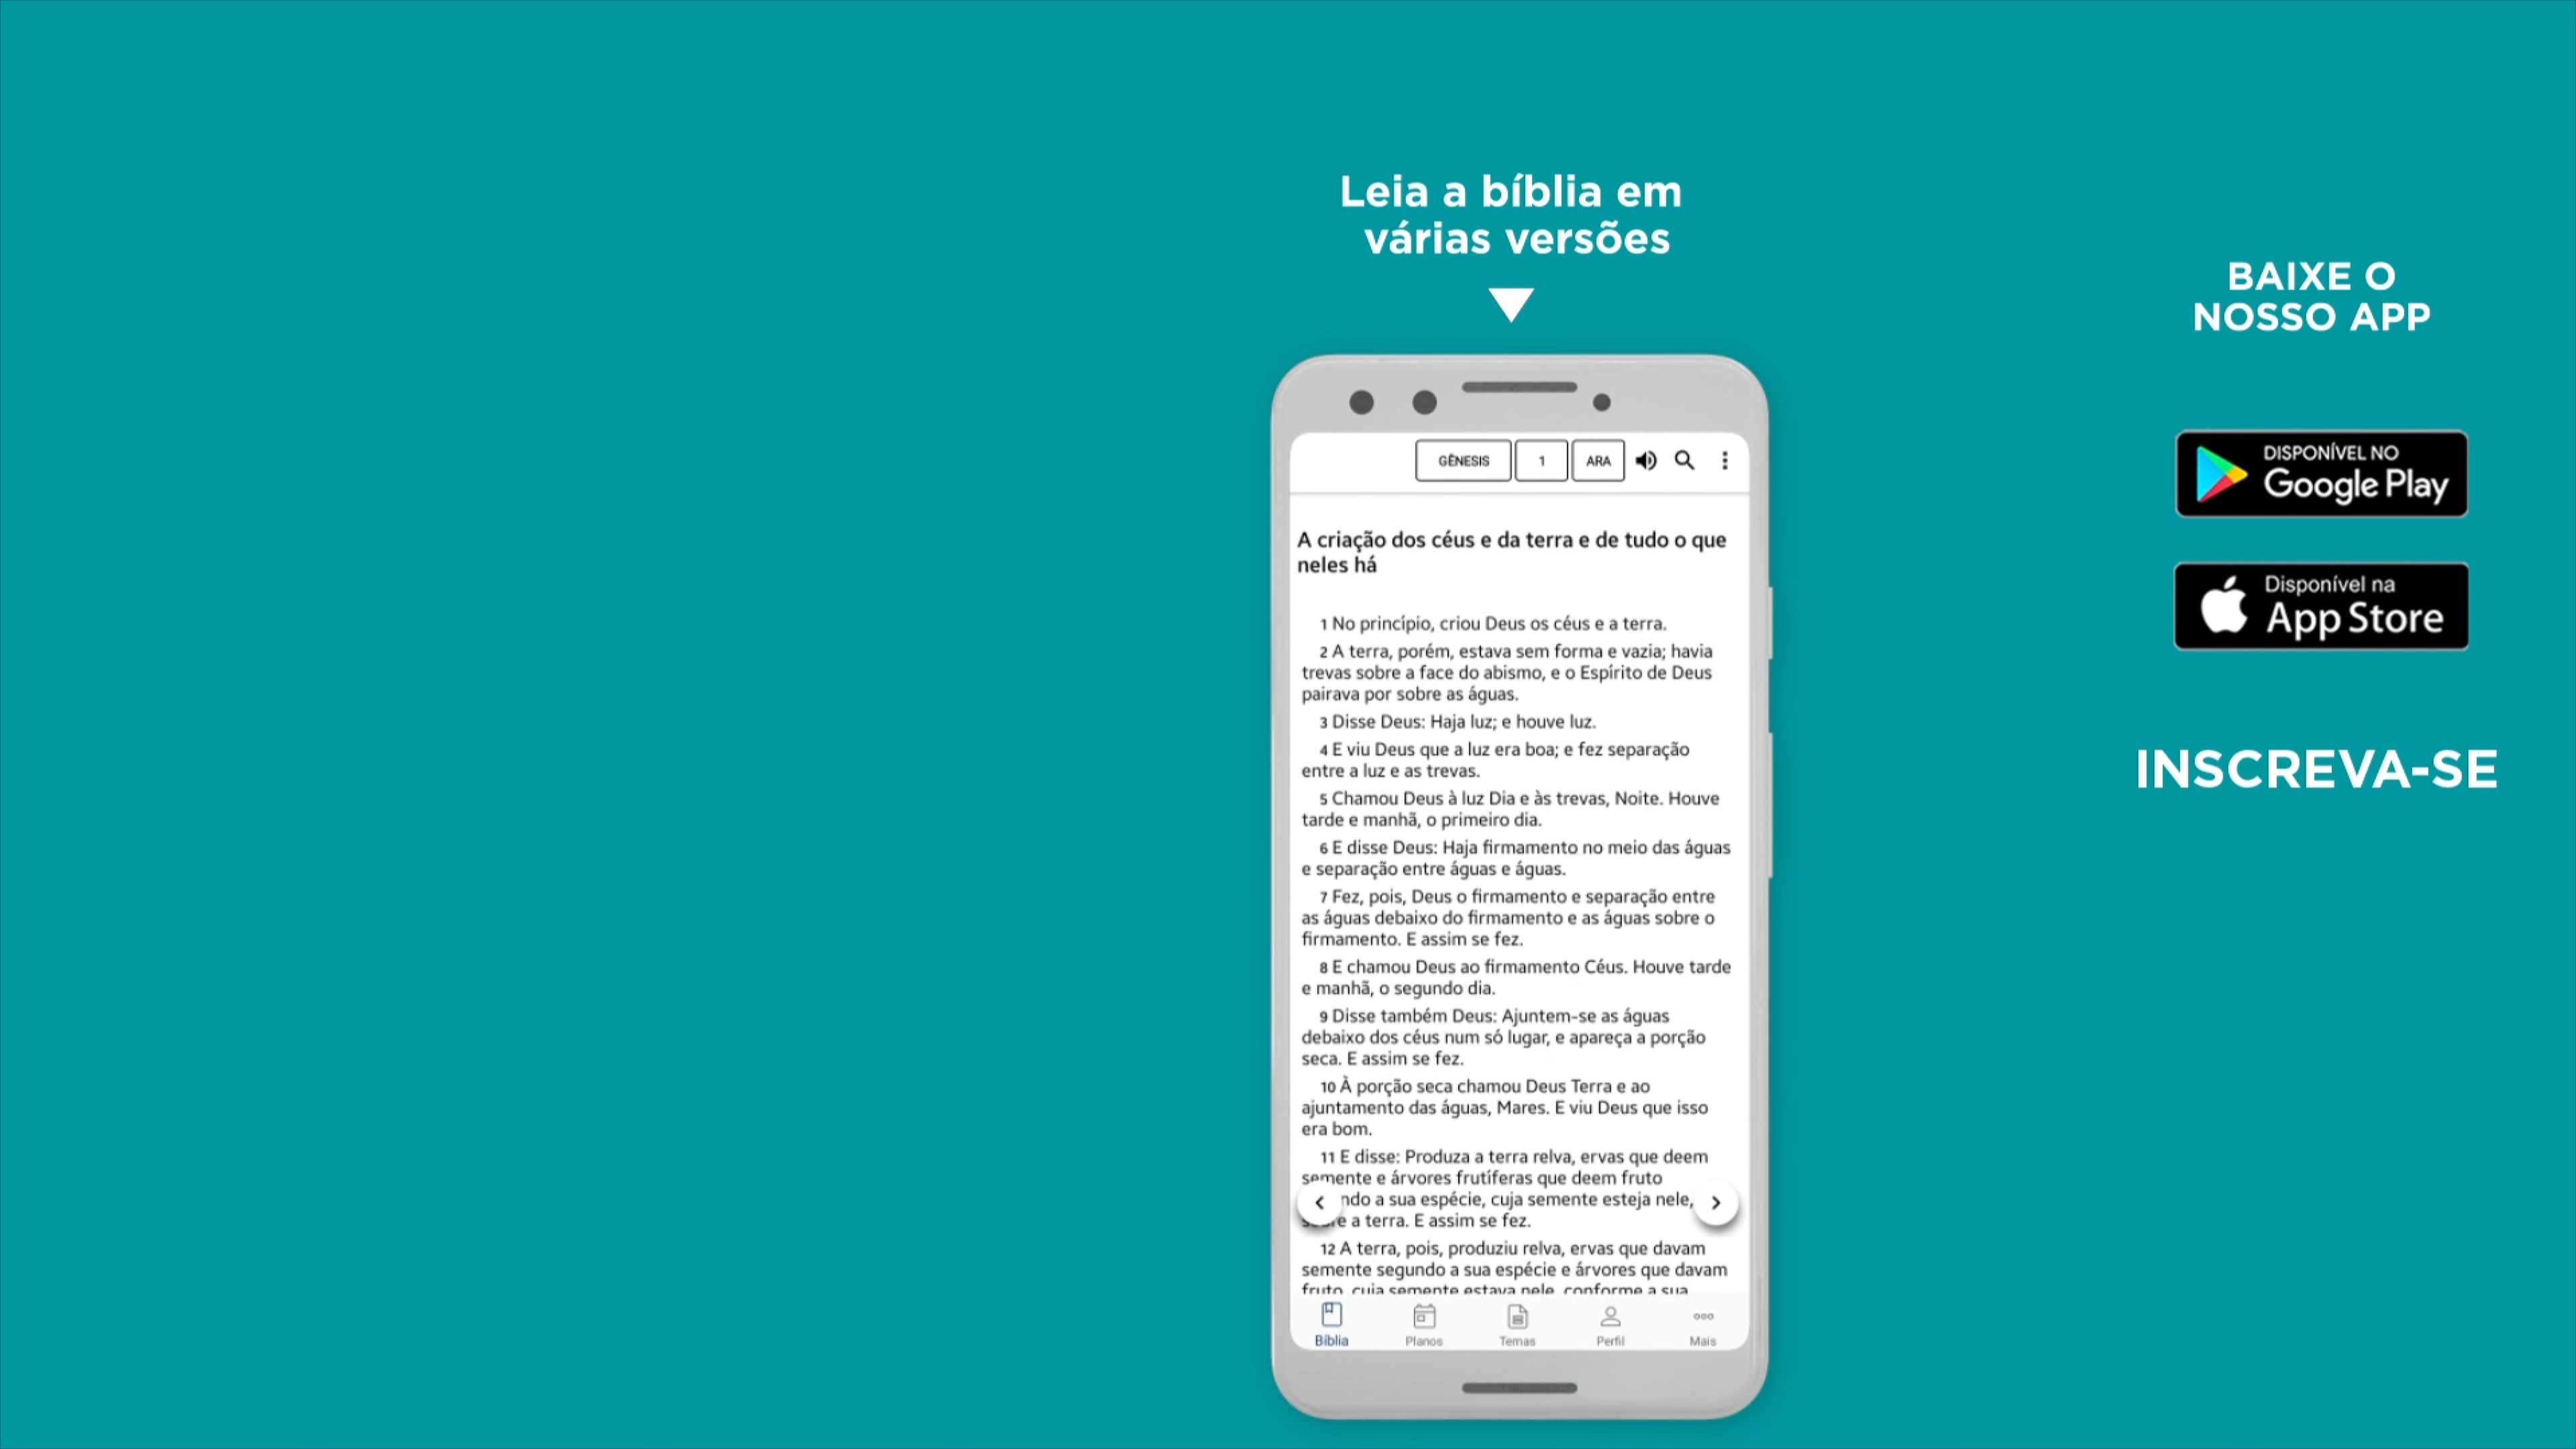 Leia a bíblia em
várias versões
GÊNESIS 1 ARA
A criação dos céus e da terra e de tudo o que
neles há
1 No princípio, criou Deus os céus e a terra.
2 A terra, porém, estava sem forma e vazia; havia
trevas sobre a face do abismo, e o Espírito de Deus
pairava por sobre as águas.
3 Disse Deus: Haja luz; e houve luz.
4 E viu Deus que a luz era boa; e fez separação
entre a luz e as trevas.
5 Chamou Deus à luz Dia e às trevas, Noite. Houve
tarde e manhã, o primeiro dia.
6 E disse Deus: Haja firmamento no meio das águas
e separação entre águas e águas.
7 Fez, pois, Deus o firmamento e separação entre
as águas debaixo do firmamento e as águas sobre o
firmamento. E assim se fez.
8 E chamou Deus ao firmamento Céus. Houve tarde
e manhã, o segundo dia.
9 Disse também Deus: Ajuntem-se as águas
debaixo dos céus num só lugar, e apareça a porção
seca. E assim se fez.
10 À porção seca chamou Deus Terra e ao
ajuntamento das águas, Mares. E viu Deus que isso
era bom.
11 E disse: Produza a terra relva, ervas que deem
semente e árvores frutíferas que deem fruto
a sua espécie, cuja semente esteja nele,
a terra. E assim se fez.
12 A terra, pois, produziu relva, ervas que davam
semente segundo a sua espécie e árvores que davam
fruto, cuja semente estava nele, conforme a sua
Bíblia Planos Temas Perfil Mais
BAIXE O
NOSSO APP
DISPONÍVEL NO
Google Play
Disponível na
App Store
INSCREVA-SE